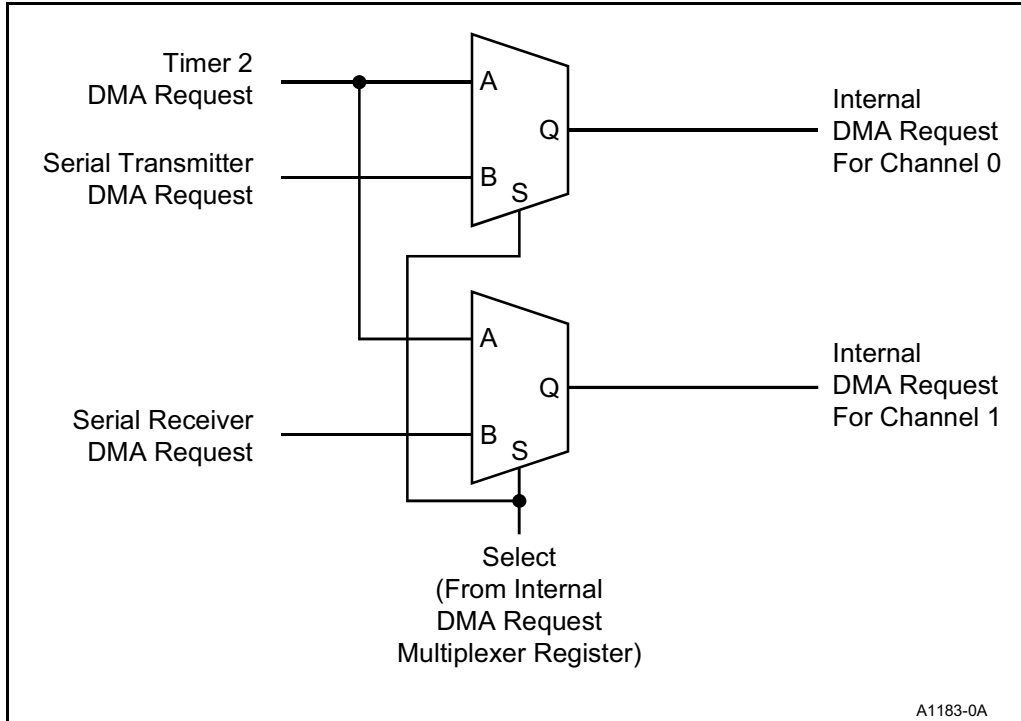 Timer 2
DMA Request
A
Q
Internal
DMA Request
For Channel 0
Serial Transmitter
DMA Request
B
S
A
Q
Internal
DMA Request
For Channel 1
Serial Receiver
DMA Request
B
S
Select
(From Internal
DMA Request
Multiplexer Register)
A1183-0A